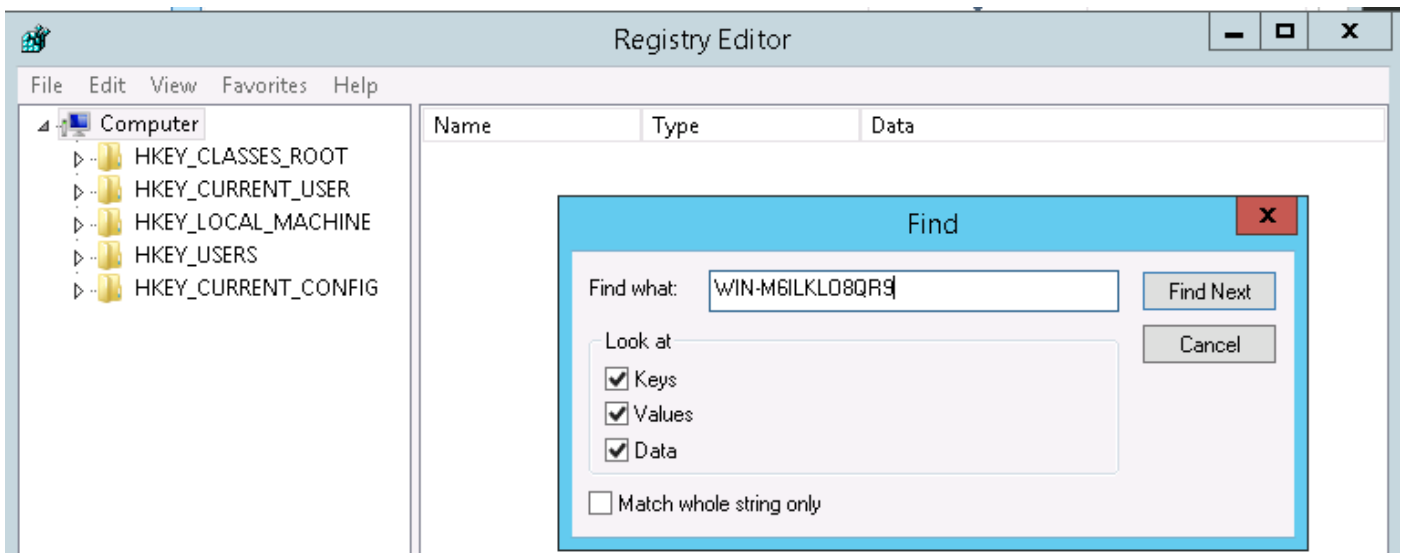 Registry Editor
File Edit View Favorites Help
Computer
HKEY_CLASSES_ROOT
HKEY_CURRENT_USER
HKEY_LOCAL_MACHINE
HKEY_USERS
HKEY_CURRENT_CONFIG
Name Type Data
Find
Find what: WIN-M6ILKLO8QR9 Find Next
Look at Cancel
Keys
Values
Data
Match whole string only